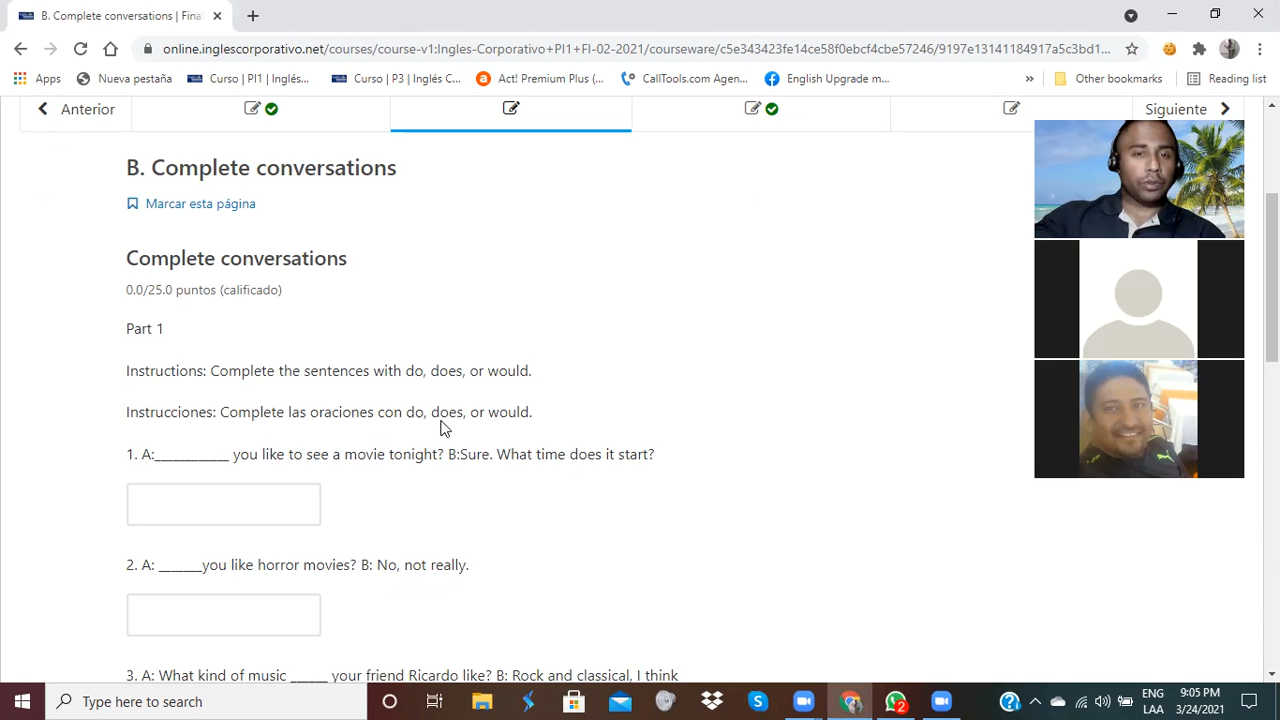 B. Complete conversations | Fina
online.inglescorporativo.net/courses/course-v1:Ingles-Corporativo+PI1+FI-02-2021/courseware/c5e343423fe14ce58f0ebcf4cbe57246/9197e13141184917a5c3bd1...
Apps
Nueva pestaña
Curso | PI1 | Inglés...
Curso | P3 | Inglés C...
Act! Premium Plus (...
CallTools.com Agen...
English Upgrade m...
»
Other bookmarks
Reading list
Anterior
Siguiente
B. Complete conversations
Marcar esta página
Complete conversations
0.0/25.0 puntos (calificado)
Part 1
Instructions: Complete the sentences with do, does, or would.
Instrucciones: Complete las oraciones con do, does, or would.
1. A:____________ you like to see a movie tonight? B:Sure. What time does it start?
2. A: _______you like horror movies? B: No, not really.
3. A: What kind of music ______ your friend Ricardo like? B: Rock and classical, I think
Type here to search
2
ENG
LAA
9:05 PM
3/24/2021